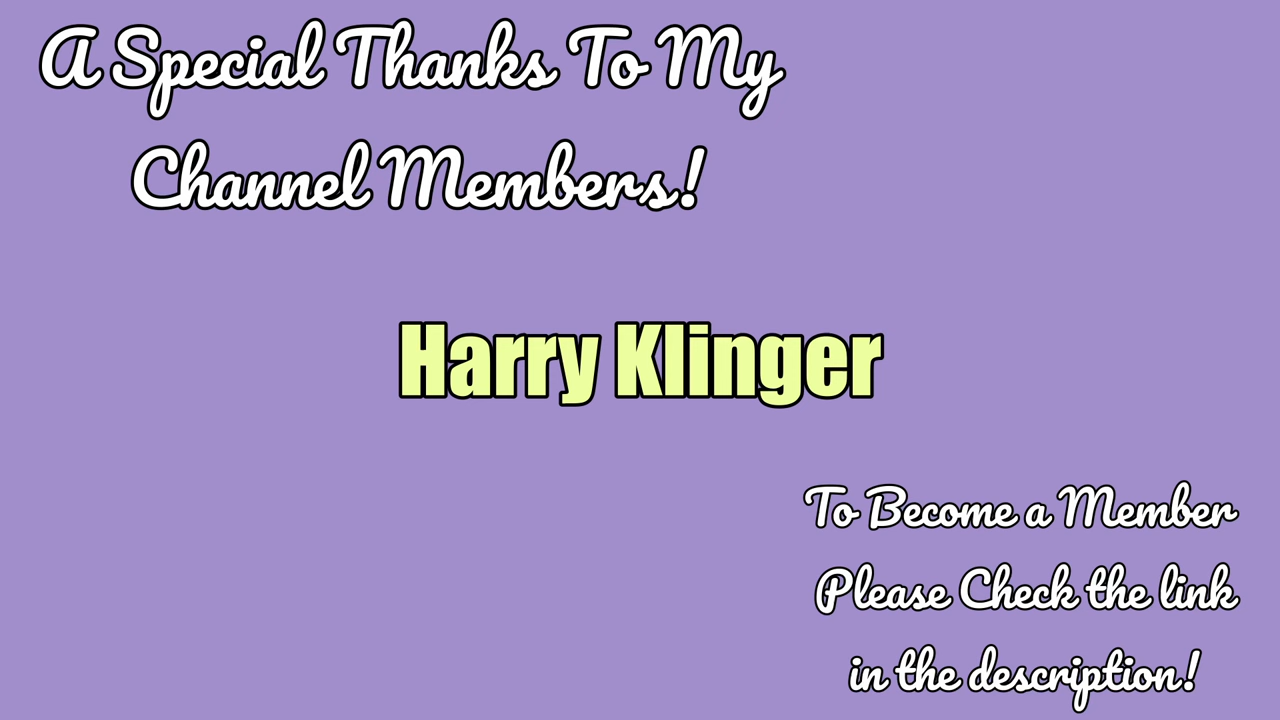 A Special Thanks To My
Channel Members!
Harry Klinger
To Become a Member
Please Check the link
in the description!